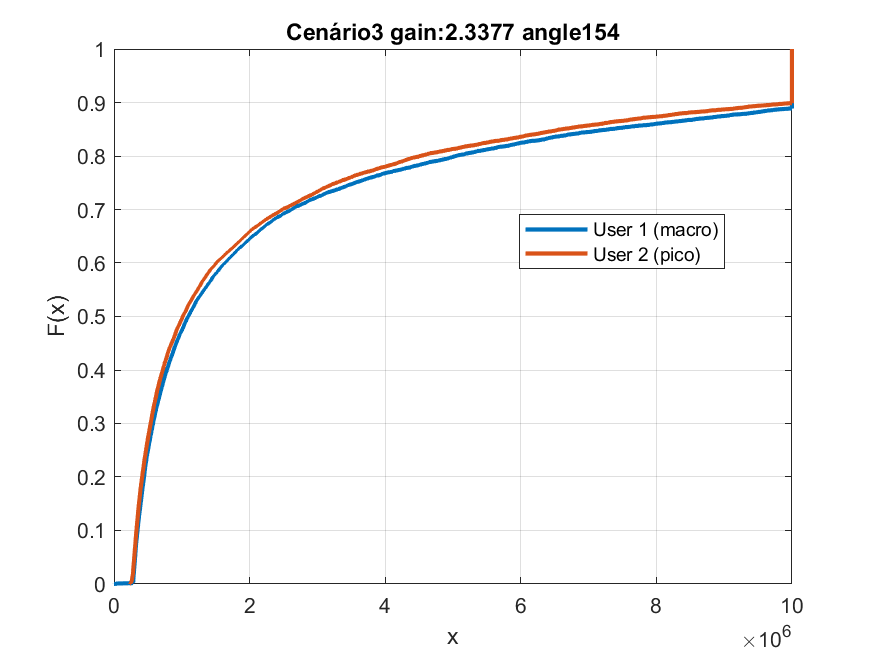 Cenário3 gain:2.3377 angle154
1
0.9
0.8
0.7
0.6
0.5
0.4
0.3
0.2
0.1
0
F(x)
User 1 (macro)
User 2 (pico)
0 2 4 6 8 10
x
×10^6